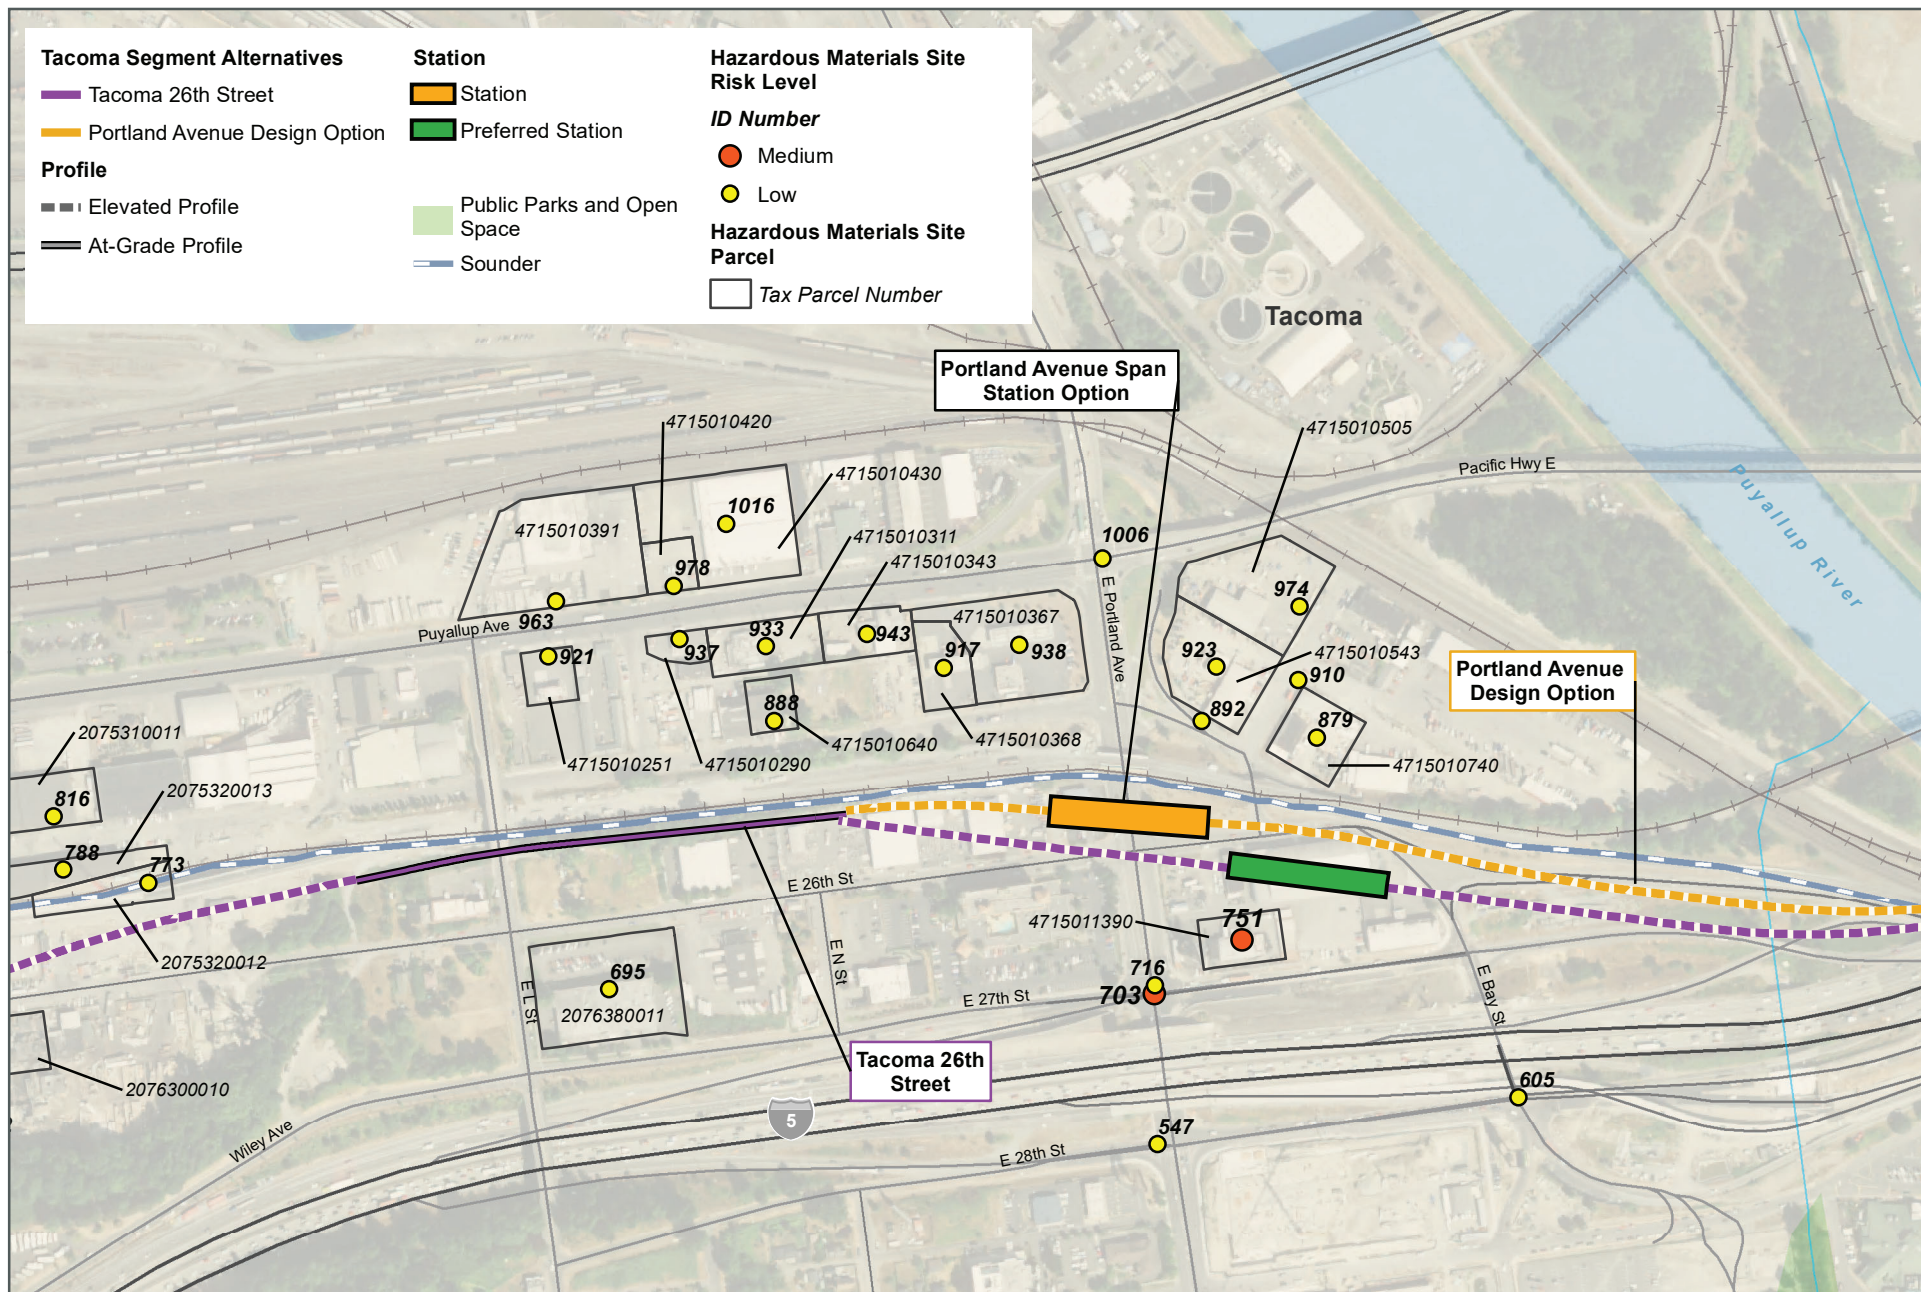 Tacoma Segment Alternatives
Tacoma 26th Street
Portland Avenue Design Option
Profile
Elevated Profile
At-Grade Profile
Station
Station
Preferred Station
Public Parks and Open
Space
Sounder
Hazardous Materials Site
Risk Level
ID Number
Medium
Low
Hazardous Materials Site
Parcel
Tax Parcel Number
Tacoma
Portland Avenue Span
Station Option
4715010420
4715010505
Pacific Hwy E
4715010430
Puyallup River
1016
4715010391
4715010311
1006
4715010343
978
974
E Portland Ave
963
Puyallup Ave
933
943
4715010367
921
937
917
938
923
4715010543
910
Portland Avenue
Design Option
888
892
879
2075310011
4715010251
4715010290
4715010640
4715010368
4715010740
816
2075320013
788
773
E 26th St
4715011390
751
2075320012
E L St
695
2076380011
E N St
716
703
E 27th St
E Bay St
Tacoma 26th
Street
2076300010
605
5
547
Wiley Ave
E 28th St